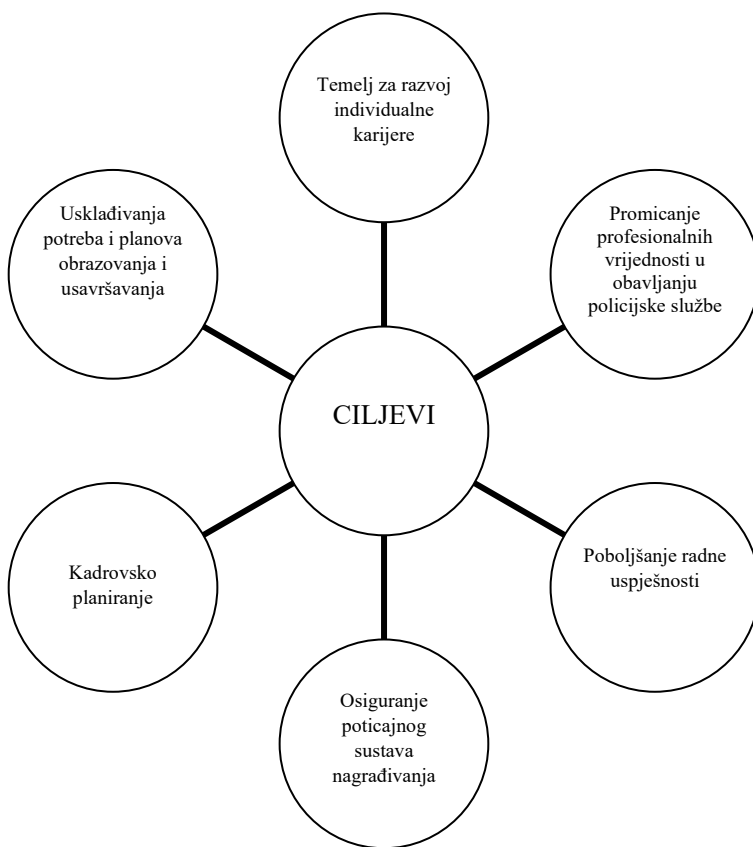 Temelj za razvoj
individualne
karijere
Usklađivanja
potreba i planova
obrazovanja i
usavršavanja
Promicanje
profesionalnih
vrijednosti u
obavljanju
policijske službe
CILJEVI
Kadrovsko
planiranje
Poboljšanje radne
uspješnosti
Osiguranje
poticajnog
sustava
nagrađivanja